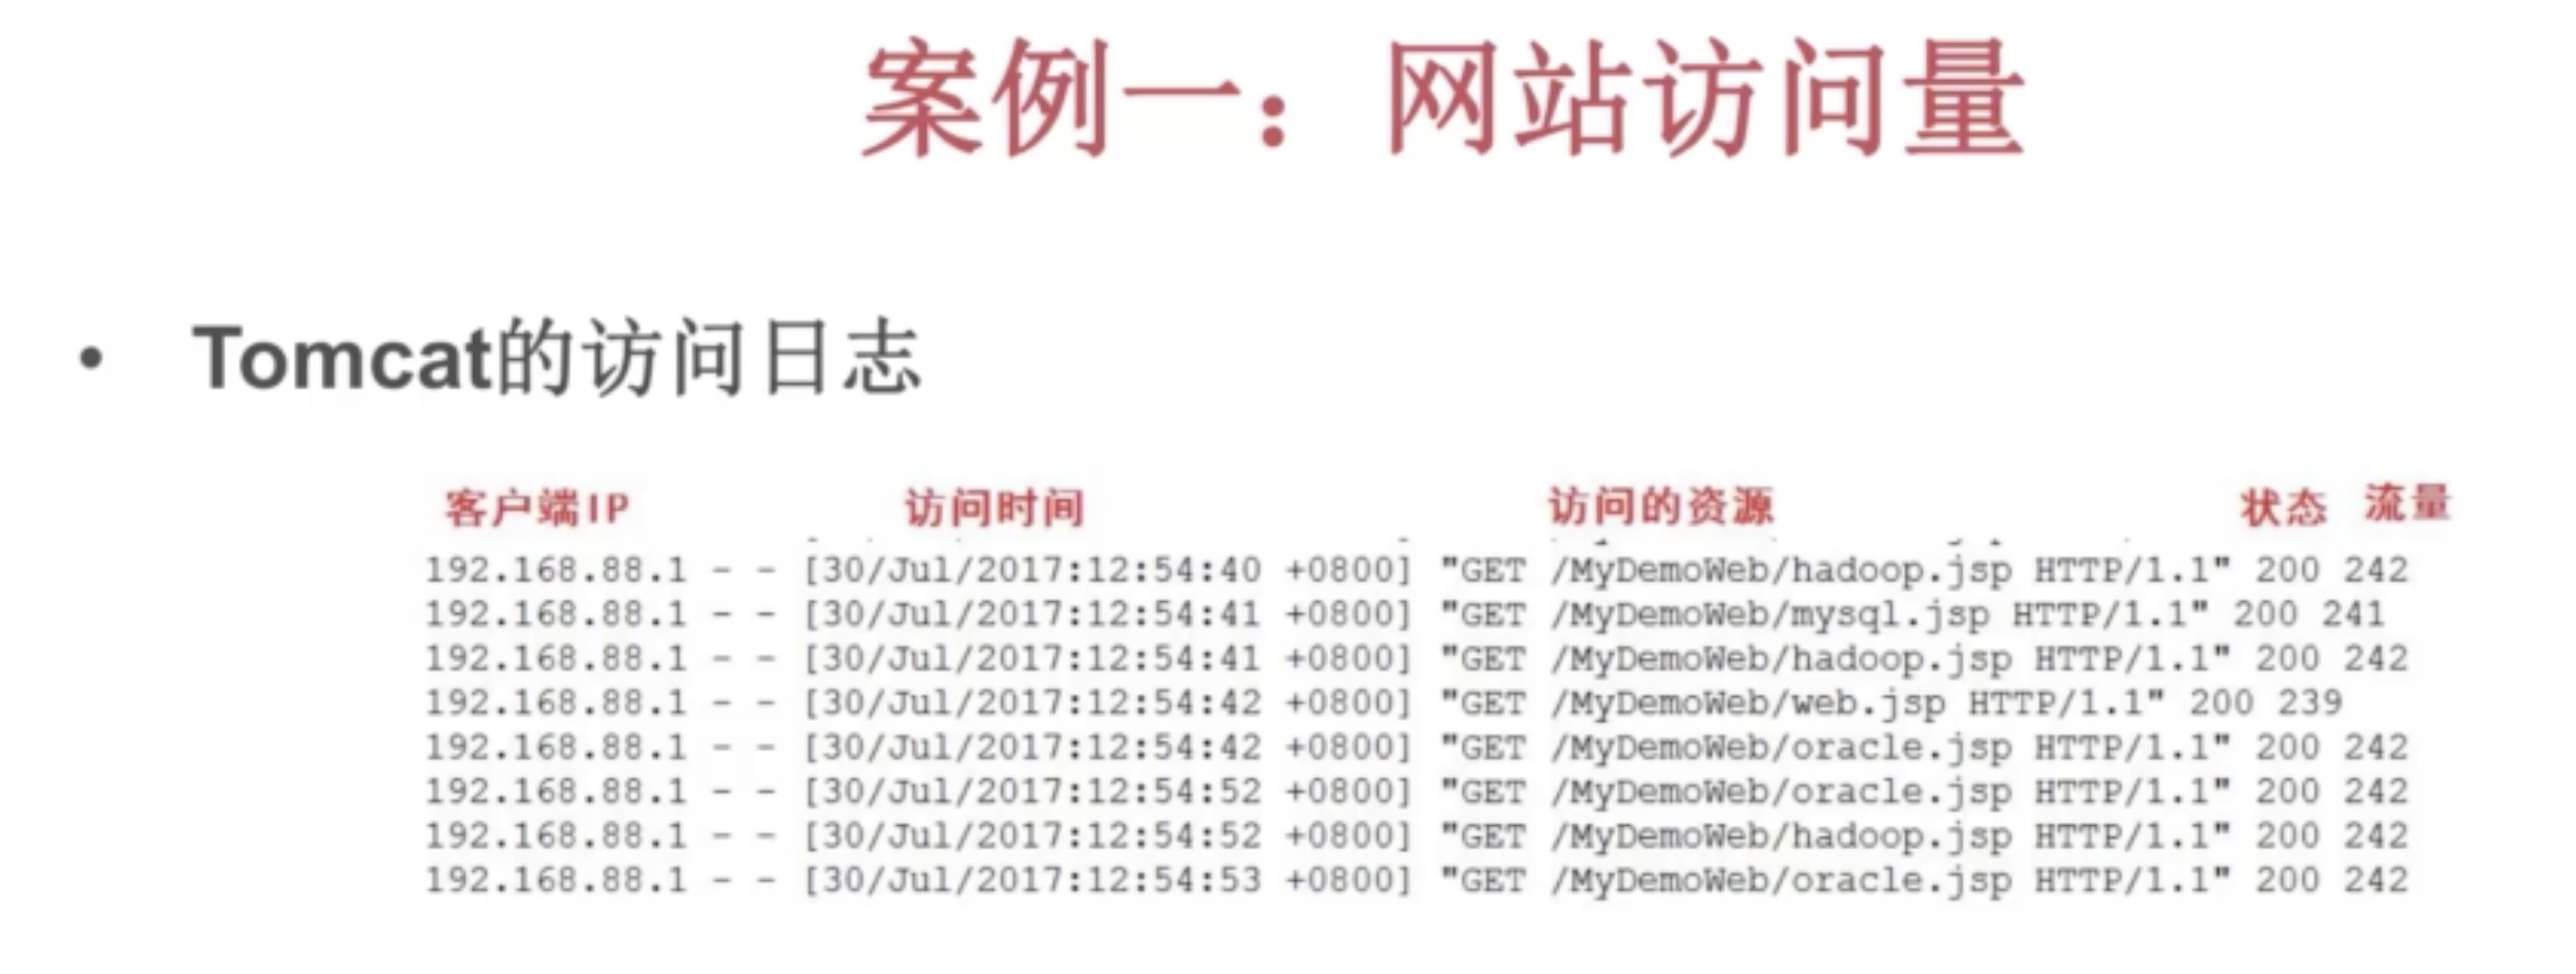 案例一：网站访问量
• Tomcat的访问日志
客户端IP 访问时间 访问的资源 状态 流量
192.168.88.1 - - [30/Jul/2017:12:54:40 +0800] "GET /MyDemoWeb/hadoop.jsp HTTP/1.1" 200 242
192.168.88.1 - - [30/Jul/2017:12:54:41 +0800] "GET /MyDemoWeb/mysql.jsp HTTP/1.1" 200 241
192.168.88.1 - - [30/Jul/2017:12:54:41 +0800] "GET /MyDemoWeb/hadoop.jsp HTTP/1.1" 200 242
192.168.88.1 - - [30/Jul/2017:12:54:42 +0800] "GET /MyDemoWeb/web.jsp HTTP/1.1" 200 239
192.168.88.1 - - [30/Jul/2017:12:54:42 +0800] "GET /MyDemoWeb/oracle.jsp HTTP/1.1" 200 242
192.168.88.1 - - [30/Jul/2017:12:54:52 +0800] "GET /MyDemoWeb/oracle.jsp HTTP/1.1" 200 242
192.168.88.1 - - [30/Jul/2017:12:54:52 +0800] "GET /MyDemoWeb/hadoop.jsp HTTP/1.1" 200 242
192.168.88.1 - - [30/Jul/2017:12:54:53 +0800] "GET /MyDemoWeb/oracle.jsp HTTP/1.1" 200 242